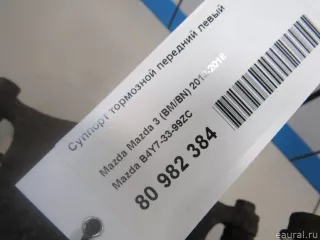 Суппорт тормозной передний левый
Mazda Mazda 3 (BM/BN) 2013-2018
Mazda B4Y7-33-99ZC
80 982 384
eaural.ru